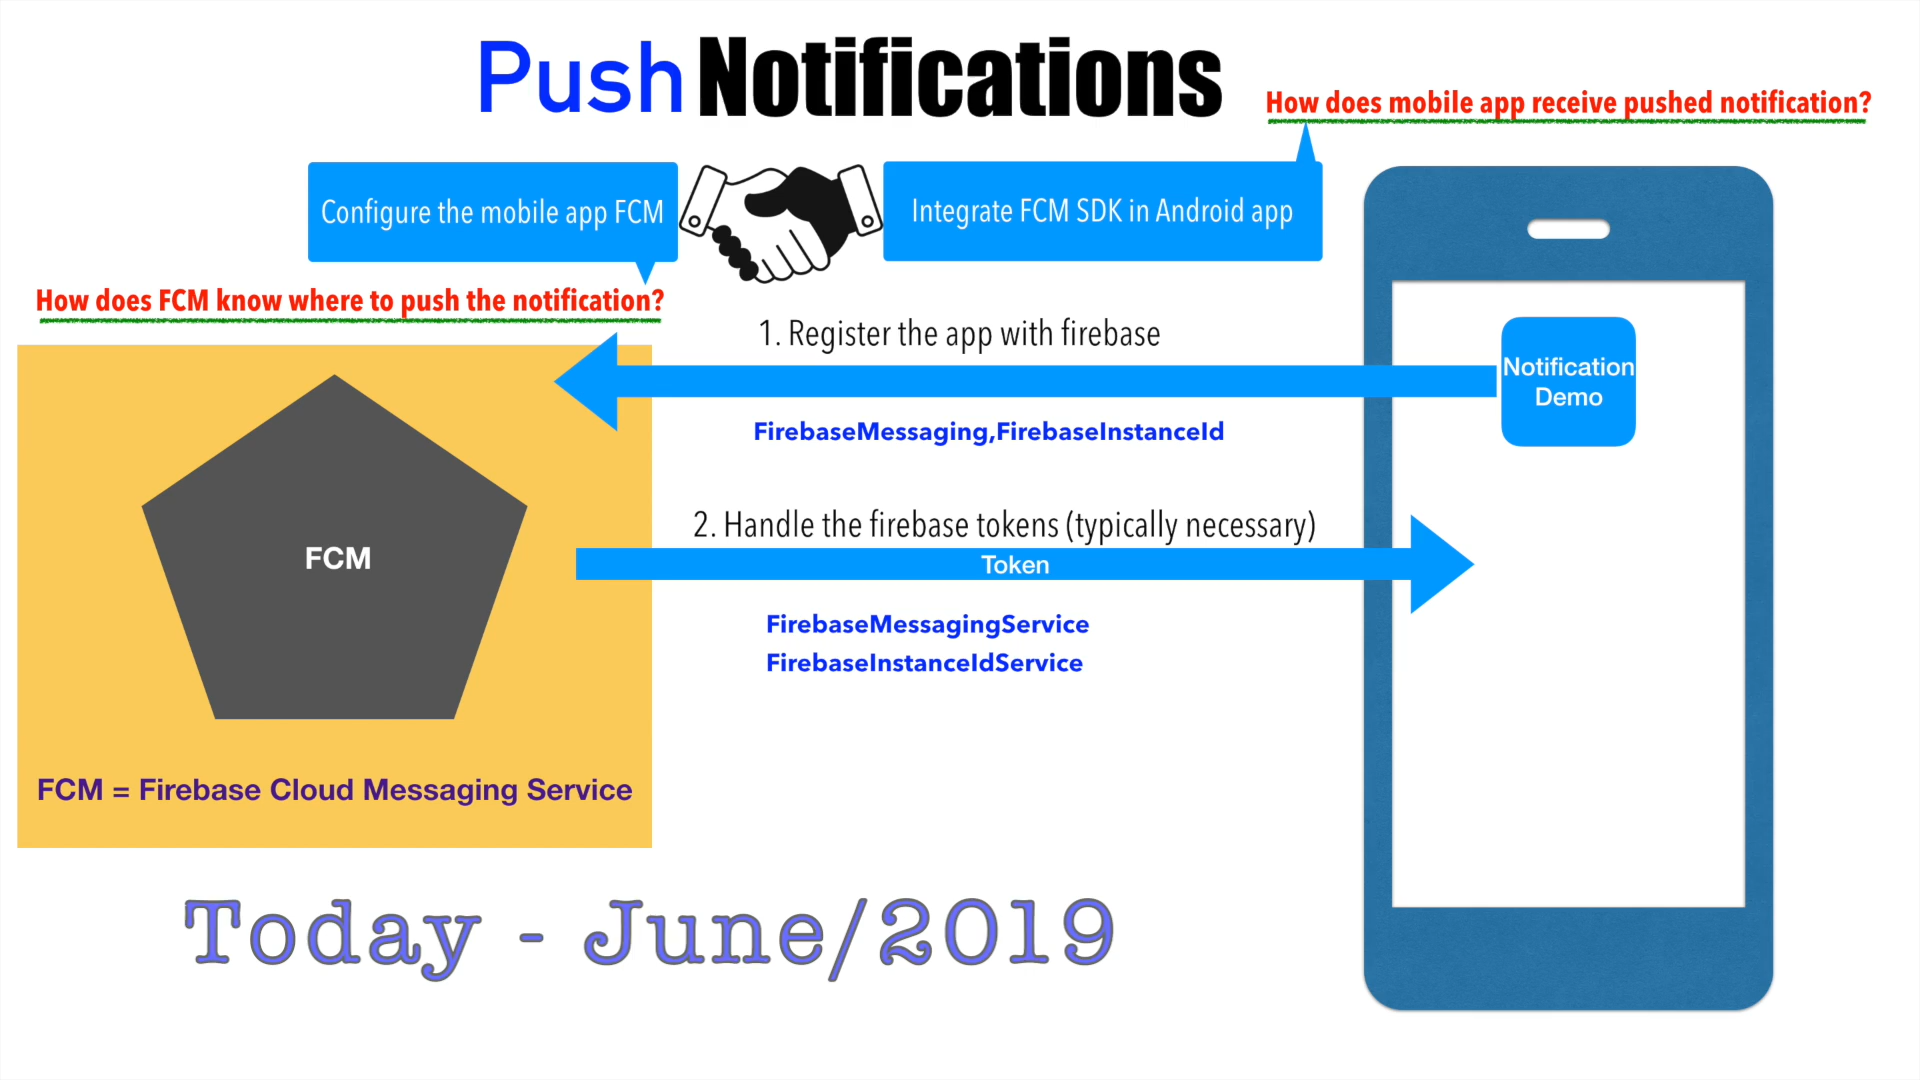 Push Notifications
How does mobile app receive pushed notification?
Configure the mobile app FCM
Integrate FCM SDK in Android app
How does FCM know where to push the notification?
1. Register the app with firebase
Notification
Demo
FirebaseMessaging,FirebaseInstanceId
2. Handle the firebase tokens (typically necessary)
Token
FCM
FirebaseMessagingService
FirebaseInstanceIdService
FCM = Firebase Cloud Messaging Service
Today - June/2019